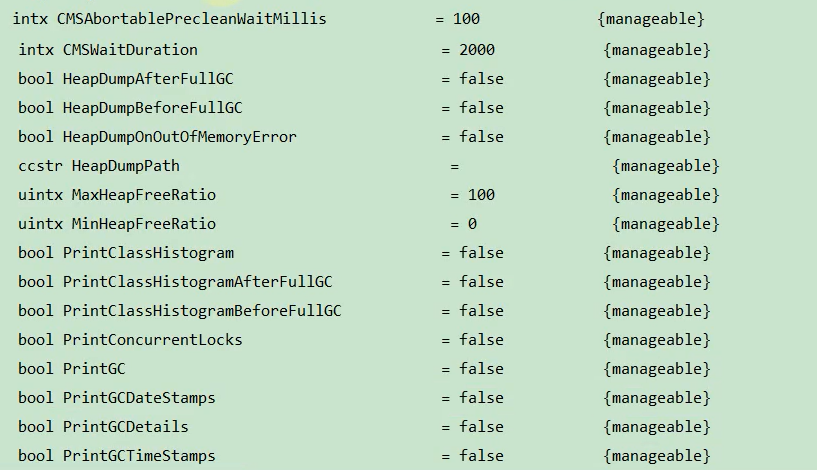 intx CMSAbortablePrecleanWaitMillis = 100 {manageable}
intx CMSWaitDuration = 2000 {manageable}
bool HeapDumpAfterFullGC = false {manageable}
bool HeapDumpBeforeFullGC = false {manageable}
bool HeapDumpOnOutOfMemoryError = false {manageable}
ccstr HeapDumpPath = {manageable}
uintx MaxHeapFreeRatio = 100 {manageable}
uintx MinHeapFreeRatio = 0 {manageable}
bool PrintClassHistogram = false {manageable}
bool PrintClassHistogramAfterFullGC = false {manageable}
bool PrintClassHistogramBeforeFullGC = false {manageable}
bool PrintConcurrentLocks = false {manageable}
bool PrintGC = false {manageable}
bool PrintGCDateStamps = false {manageable}
bool PrintGCDetails = false {manageable}
bool PrintGCTimeStamps = false {manageable}